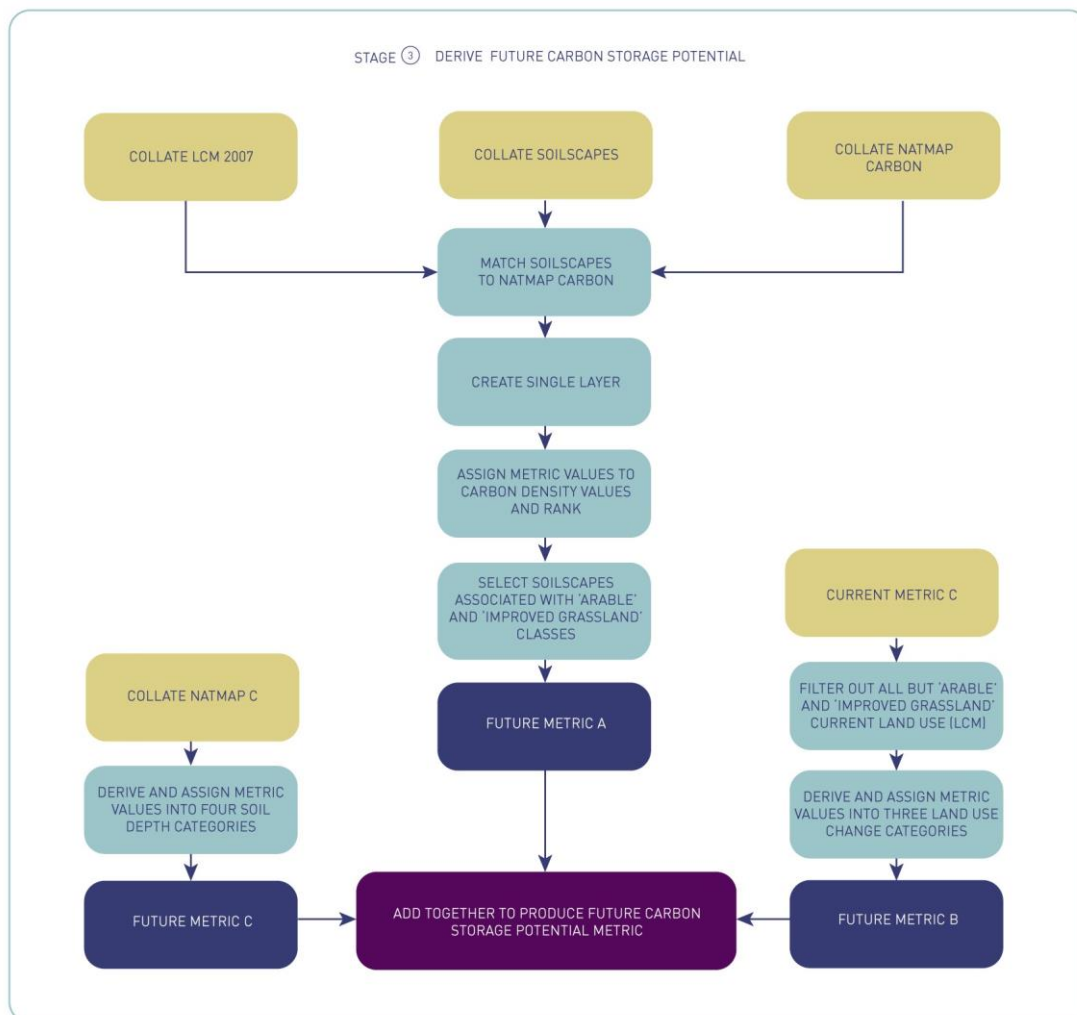 STAGE 3 DERIVE FUTURE CARBON STORAGE POTENTIAL
COLLATE LCM 2007
COLLATE SOILSCAPES
COLLATE NATMAP
CARBON
MATCH SOILSCAPES
TO NATMAP CARBON
CREATE SINGLE LAYER
ASSIGN METRIC VALUES TO
CARBON DENSITY VALUES
AND RANK
SELECT SOILSCAPES
ASSOCIATED WITH 'ARABLE'
AND 'IMPROVED GRASSLAND'
CLASSES
FUTURE METRIC A
CURRENT METRIC C
FILTER OUT ALL BUT 'ARABLE'
AND 'IMPROVED GRASSLAND'
CURRENT LAND USE (LCM)
DERIVE AND ASSIGN METRIC
VALUES INTO THREE LAND USE
CHANGE CATEGORIES
FUTURE METRIC B
COLLATE NATMAP C
DERIVE AND ASSIGN METRIC
VALUES INTO FOUR SOIL
DEPTH CATEGORIES
FUTURE METRIC C
ADD TOGETHER TO PRODUCE FUTURE CARBON
STORAGE POTENTIAL METRIC